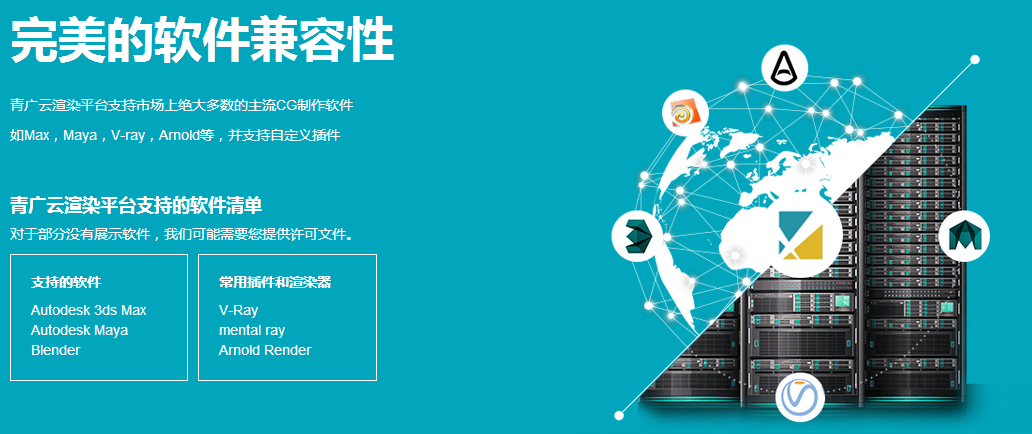 完美的软件兼容性
青广云渲染平台支持市场上绝大多数的主流CG制作软件
如Max，Maya，V-ray，Arnold等，并支持自定义插件
青广云渲染平台支持的软件清单
对于部分没有展示软件，我们可能需要您提供许可文件。
支持的软件
Autodesk 3ds Max
Autodesk Maya
Blender
常用插件和渲染器
V-Ray
mental ray
Arnold Render